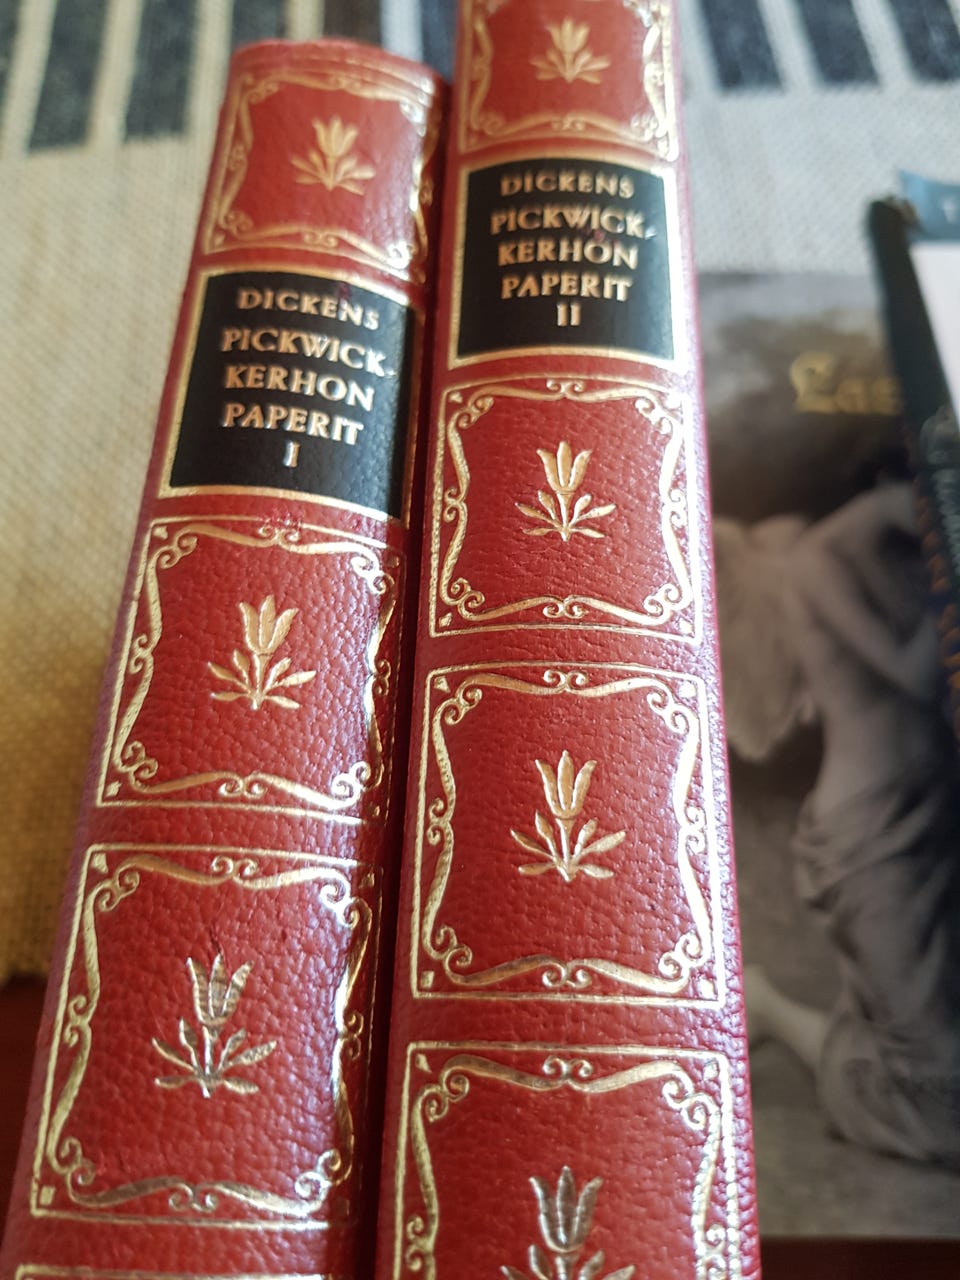 DICKENS
PICKWICK-
KERHON
PAPERIT
I
DICKENS
PICKWICK-
KERHON
PAPERIT
II